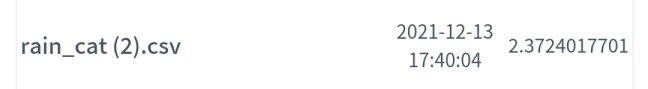 rain_cat (2).csv
2021-12-13
17:40:04
2.3724017701